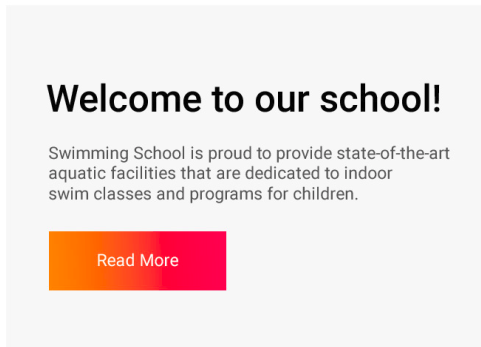 Welcome to our school!
Swimming School is proud to provide state-of-the-art
aquatic facilities that are dedicated to indoor
swim classes and programs for children.
Read More